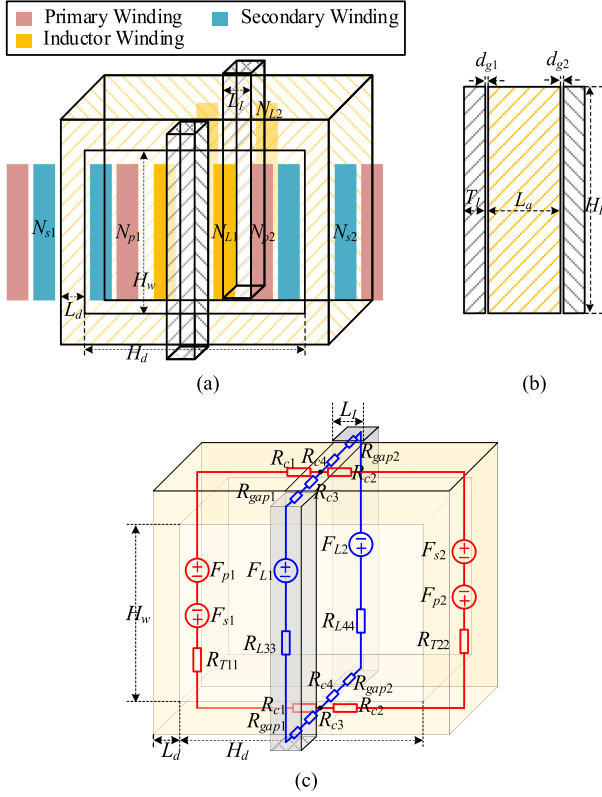 Primary Winding
Secondary Winding
Inductor Winding
L_I
N_L2
N_s1
N_p1
N_L1
N_p2
N_s2
H_w
L_d
H_d
(a)
d_g1
d_g2
T_I
L_a
H_I
(b)
L_I
R_c1
R_c4
R_gap2
R_c2
R_gap1
R_c3
F_L2
F_s2
F_p1
F_L1
H_w
F_s1
F_p2
R_L44
R_T11
R_L33
R_T22
R_c4
R_gap2
R_c1
R_c3
R_c2
R_gap1
L_d
H_d
(c)